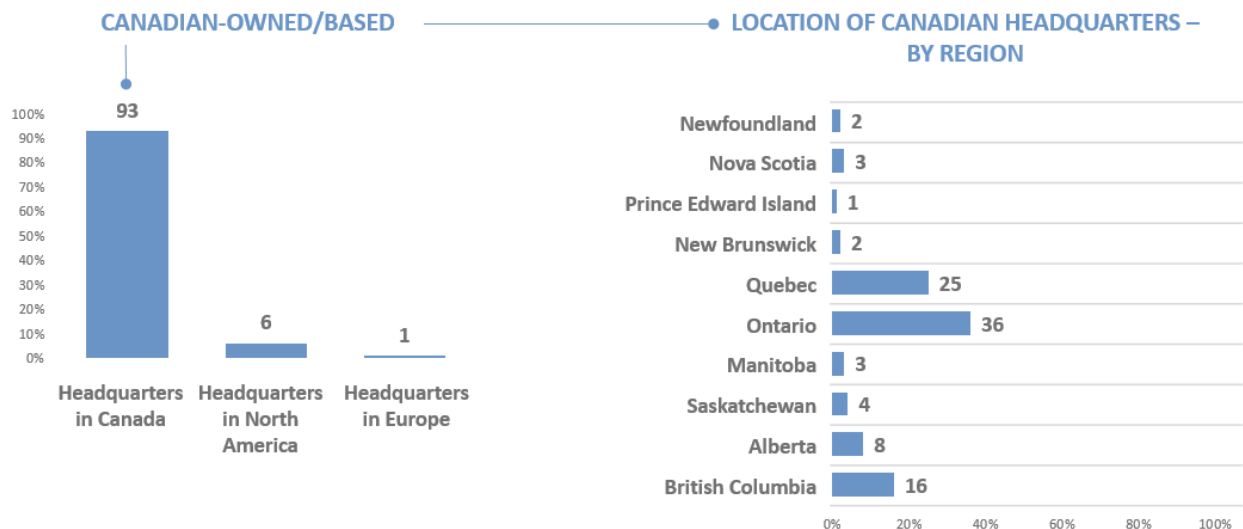 CANADIAN-OWNED/BASED
93
100%
90%
80%
70%
60%
50%
40%
30%
20%
10%
0%
6
1
Headquarters
in Canada
Headquarters
in North
America
Headquarters
in Europe
LOCATION OF CANADIAN HEADQUARTERS –
BY REGION
Newfoundland 2
Nova Scotia 3
Prince Edward Island 1
New Brunswick 2
Quebec 25
Ontario 36
Manitoba 3
Saskatchewan 4
Alberta 8
British Columbia 16
0% 20% 40% 60% 80% 100%